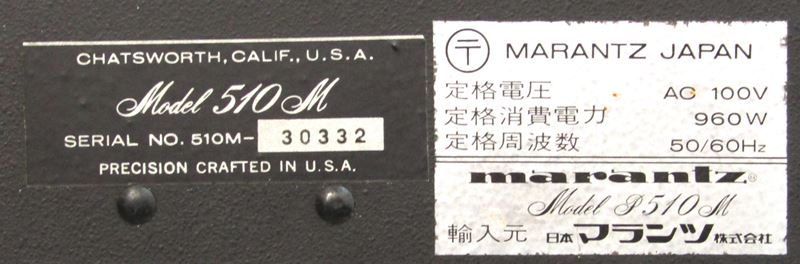 CHATSWORTH, CALIF., U.S.A.
Model 510 M
SERIAL NO. 510M-30332
PRECISION CRAFTED IN U.S.A.
〒 MARANTZ JAPAN
定格電圧 AC 100V
定格消費電力 960W
定格周波数 50/60Hz
marantz®
Model P510M
輸入元 日本マランツ株式会社